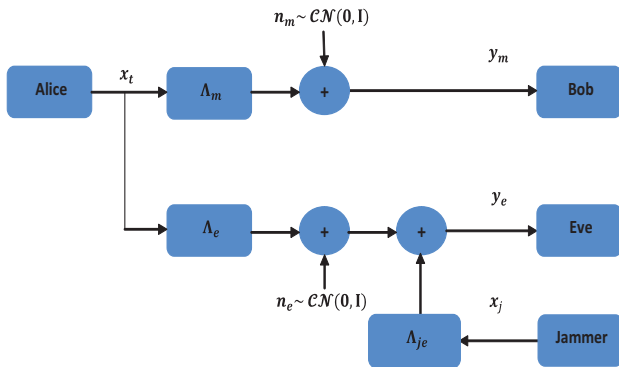 n_m ~ 𝒞𝒩(0, I)
Alice
x_t
Λ_m
+
y_m
Bob
Λ_e
+
+
y_e
Eve
n_e ~ 𝒞𝒩(0, I)
Λ_je
x_j
Jammer